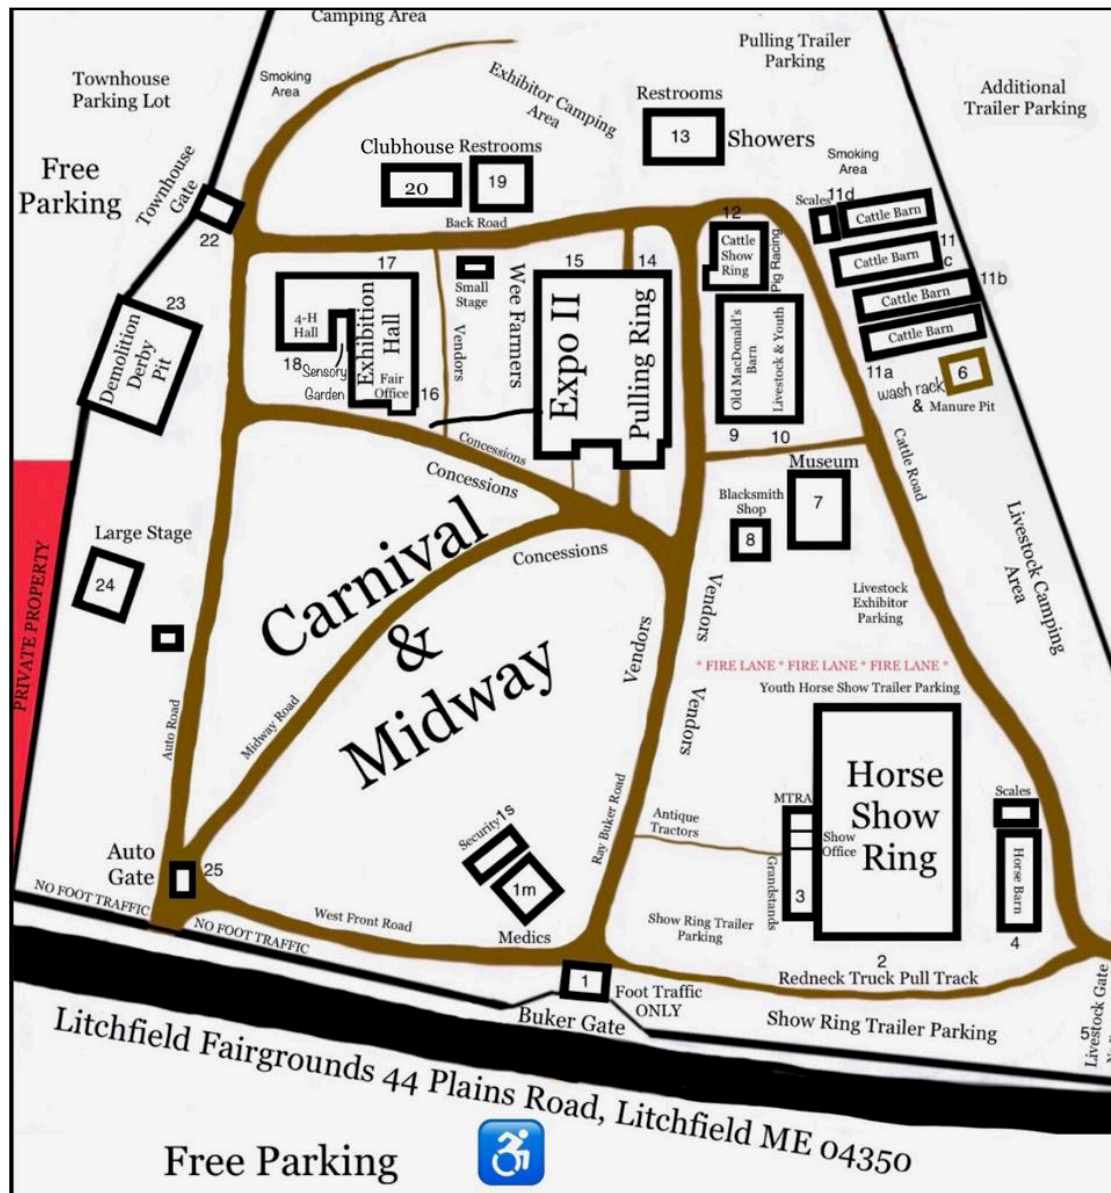 Camping Area
Townhouse
Parking Lot
Smoking
Area
Exhibitor Camping
Area
Pulling Trailer
Parking
Additional
Trailer Parking
Free
Parking
Townhouse
Gate
22
Clubhouse
20
Restrooms
19
Restrooms
13
Showers
Smoking
Area
Scales
11d
Cattle Barn
11
c
Cattle Barn
11b
Cattle Barn
Cattle Barn
11a
wash rack
& Manure Pit
6
Back Road
12
Cattle
Show
Ring
Pig Racing
17
4-H
Hall
18
Sensory
Garden
Exhibition
Hall
Fair
Office
16
Vendors
Small
Stage
Wee Farmers
15
Expo II
14
Pulling Ring
Old MacDonald's
Barn
Livestock & Youth
9
10
23
Demolition
Derby
Pit
Concessions
Concessions
Concessions
Museum
7
Blacksmith
Shop
8
Cattle Road
Livestock Camping
Area
PRIVATE PROPERTY
Large Stage
24
Carnival
&
Midway
Auto Road
Midway Road
Vendors
Vendors
Vendors
Livestock
Exhibitor
Parking
* FIRE LANE * FIRE LANE * FIRE LANE *
Youth Horse Show Trailer Parking
Horse
Show
Ring
MTRA
Show
Office
3
Grandstands
Antique
Tractors
Ray Buker Road
Scales
Horse Barn
4
Security
1s
1m
Medics
Auto
Gate
25
NO FOOT TRAFFIC
NO FOOT TRAFFIC
West Front Road
Show Ring Trailer
Parking
2
Redneck Truck Pull Track
1
Foot Traffic
ONLY
Buker Gate
Show Ring Trailer Parking
5
Livestock Gate
Litchfield Fairgrounds 44 Plains Road, Litchfield ME 04350
Free Parking